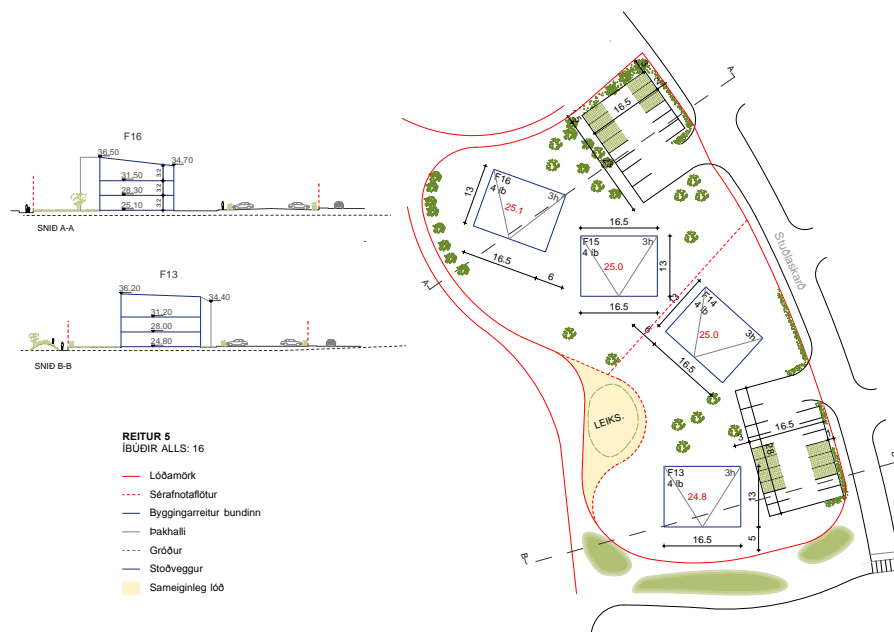 F16
36,50
34,70
31,50
28,30
25,10
3.2
3.2
3.2
SNIÐ A-A
F13
36,20
34,40
31,20
28,00
24,80
SNIÐ B-B
REITUR 5
ÍBÚÐIR ALLS: 16
Lóðamörk
Sérafnotaflötur
Byggingarreitur bundinn
Þakhalli
Gróður
Stoðveggur
Sameiginleg lóð
A
16.5
F16
4 íb
3h
25.1
13
16.5
6
A
16.5
F15
4 íb
3h
25.0
13
16.5
Stuðlaskarð
13
F14
4 íb
3h
25.0
6
16.5
LEIKS.
16.5
3
2.8
F13
4 íb
3h
24.8
13
16.5
5
B